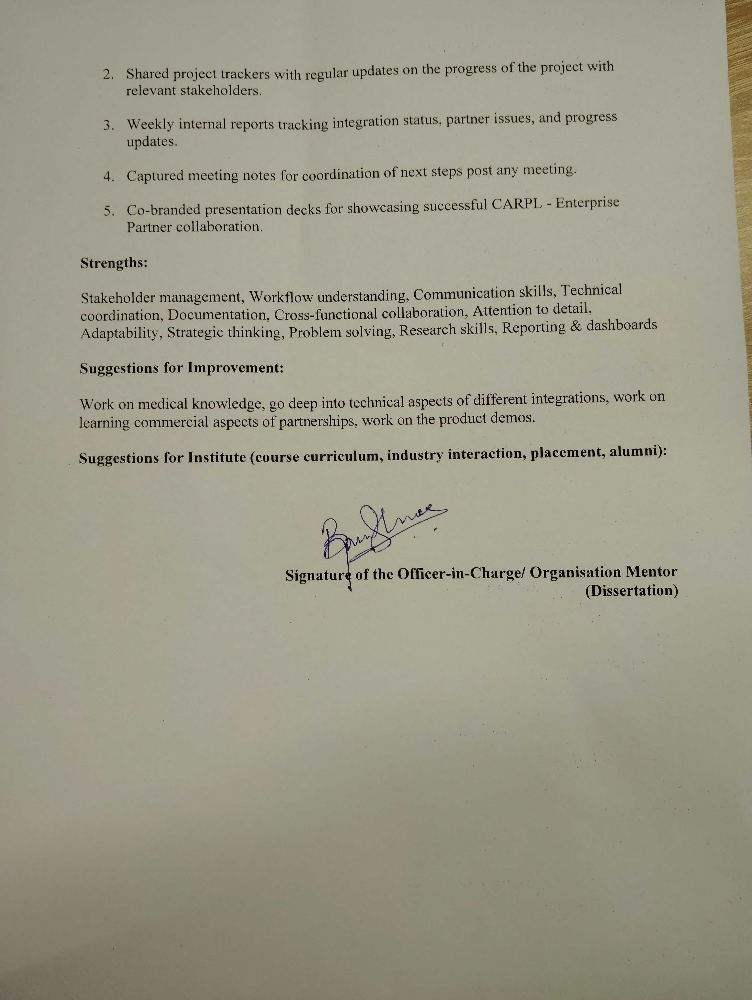 2. Shared project trackers with regular updates on the progress of the project with
relevant stakeholders.
3. Weekly internal reports tracking integration status, partner issues, and progress
updates.
4. Captured meeting notes for coordination of next steps post any meeting.
5. Co-branded presentation decks for showcasing successful CARPL - Enterprise
Partner collaboration.
Strengths:
Stakeholder management, Workflow understanding, Communication skills, Technical
coordination, Documentation, Cross-functional collaboration, Attention to detail,
Adaptability, Strategic thinking, Problem solving, Research skills, Reporting & dashboards
Suggestions for Improvement:
Work on medical knowledge, go deep into technical aspects of different integrations, work on
learning commercial aspects of partnerships, work on the product demos.
Suggestions for Institute (course curriculum, industry interaction, placement, alumni):
Signature of the Officer-in-Charge/ Organisation Mentor
(Dissertation)